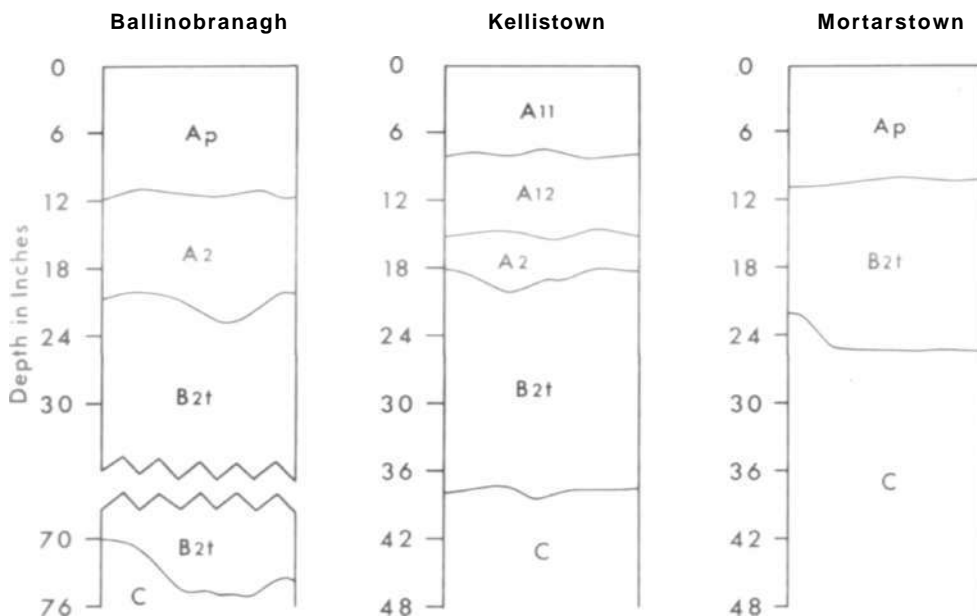 Ballinobranagh
Kellistown
Mortarstown
Depth in Inches
0
6
12
18
24
30
70
76
Ap
A2
B2t
B2t
C
0
6
12
18
24
30
36
42
48
A11
A12
A2
B2t
C
0
6
12
18
24
30
36
42
48
Ap
B2t
C